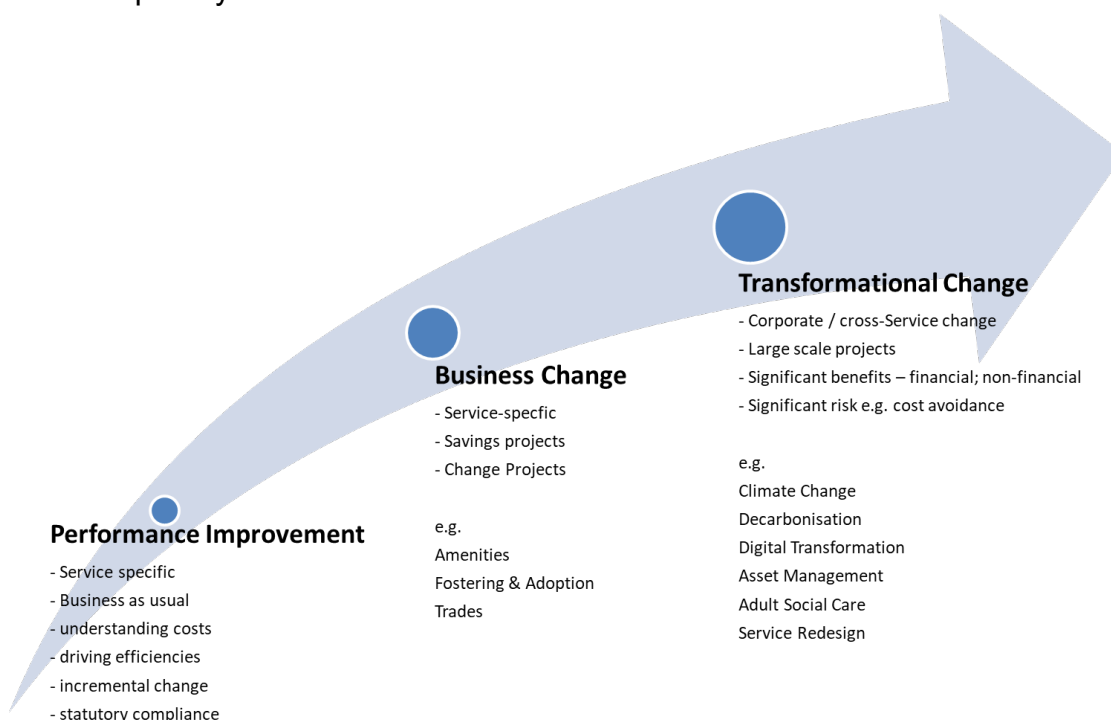 Performance Improvement
- Service specific
- Business as usual
- understanding costs
- driving efficiencies
- incremental change
- statutory compliance
Business Change
- Service-specfic
- Savings projects
- Change Projects
e.g.
Amenities
Fostering & Adoption
Trades
Transformational Change
- Corporate / cross-Service change
- Large scale projects
- Significant benefits – financial; non-financial
- Significant risk e.g. cost avoidance
e.g.
Climate Change
Decarbonisation
Digital Transformation
Asset Management
Adult Social Care
Service Redesign